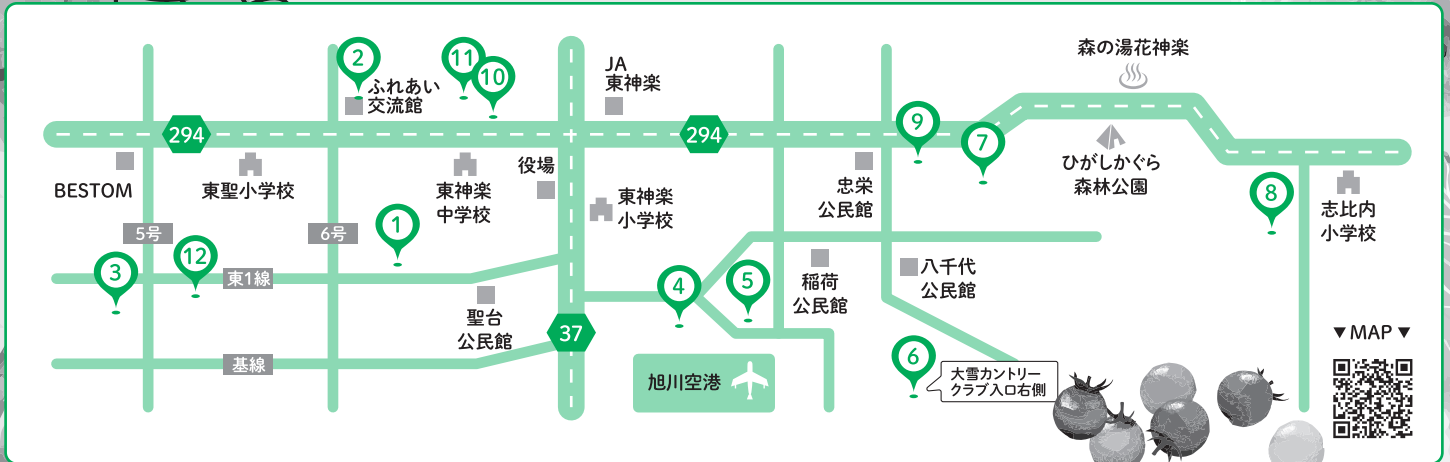 森の湯花神楽
2
11
10
ふれあい
交流館
JA
東神楽
294
294
9
7
BESTOM
東聖小学校
東神楽
中学校
役場
東神楽
小学校
忠栄
公民館
ひがしかぐら
森林公園
8
志比内
小学校
5号
6号
1
3
12
東1線
4
5
稲荷
公民館
八千代
公民館
聖台
公民館
37
基線
旭川空港
6
大雪カントリー
クラブ入口右側
▼MAP▼